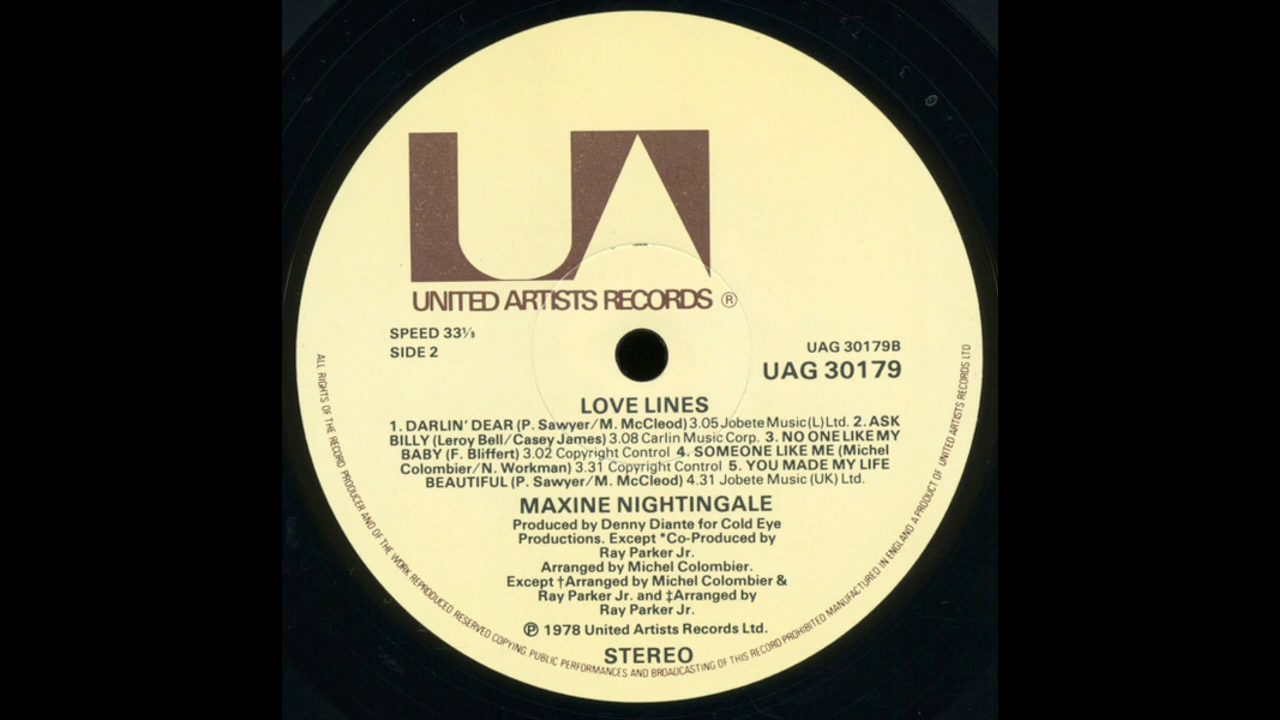 UA
UNITED ARTISTS RECORDS ®
SPEED 33⅓
SIDE 2
UAG 30179B
UAG 30179
LOVE LINES
1. DARLIN' DEAR (P. Sawyer/M. McCleod) 3.05 Jobete Music (L) Ltd. 2. ASK
BILLY (Leroy Bell/Casey James) 3.08 Carlin Music Corp. 3. NO ONE LIKE MY
BABY (F. Bliffert) 3.02 Copyright Control 4. SOMEONE LIKE ME (Michel
Colombier/N. Workman) 3.31 Copyright Control 5. YOU MADE MY LIFE
BEAUTIFUL (P. Sawyer/M. McCleod) 4.31 Jobete Music (UK) Ltd.
MAXINE NIGHTINGALE
Produced by Denny Diante for Cold Eye
Productions. Except *Co-Produced by
Ray Parker Jr.
Arranged by Michel Colombier.
Except †Arranged by Michel Colombier &
Ray Parker Jr. and ‡Arranged by
Ray Parker Jr.
℗ 1978 United Artists Records Ltd.
STEREO
ALL RIGHTS OF THE RECORD PRODUCER AND OF THE WORK REPRODUCED RESERVED COPYING, PUBLIC PERFORMANCES AND BROADCASTING OF THIS RECORD PROHIBITED MANUFACTURED IN ENGLAND A PRODUCT OF UNITED ARTISTS RECORDS LTD